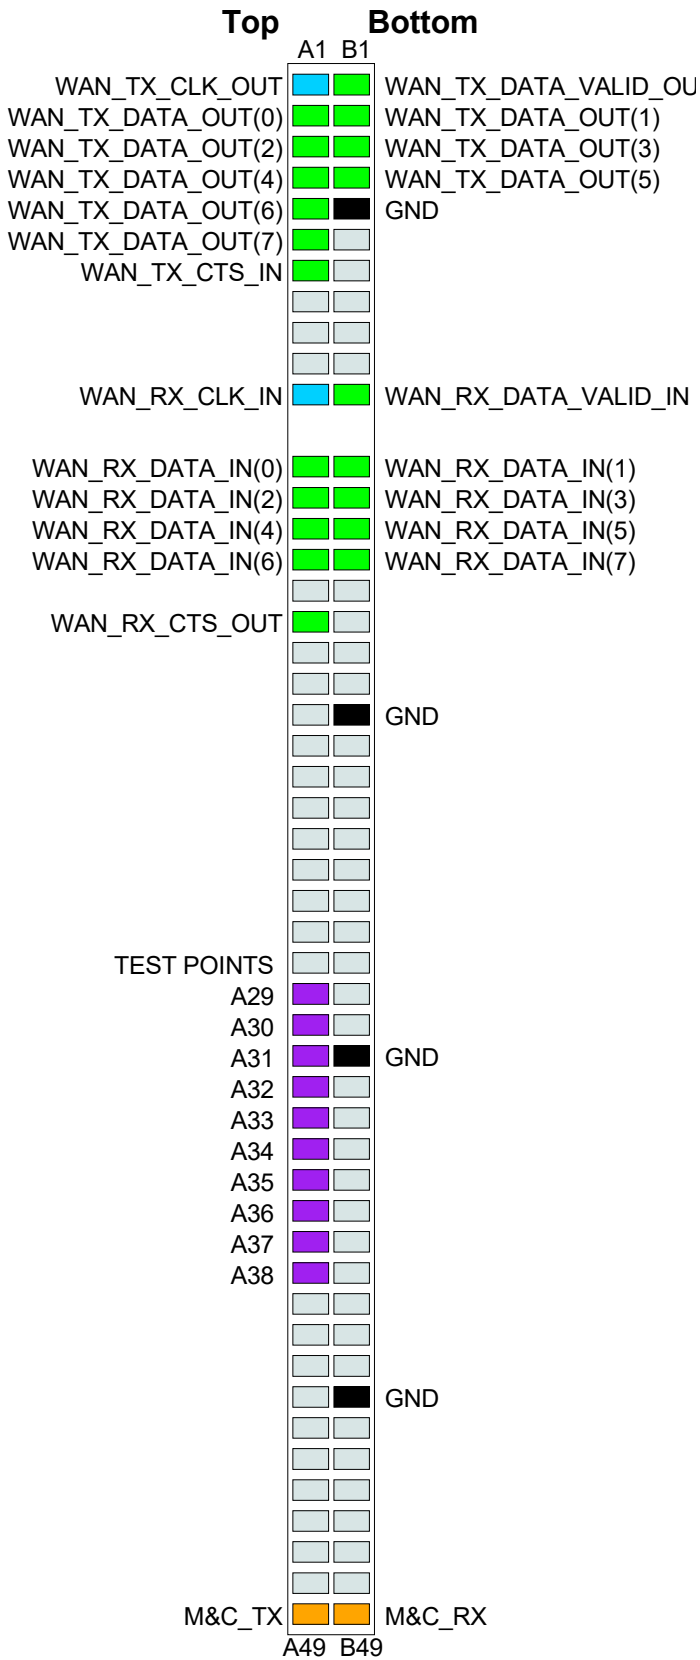 Top Bottom
A1 B1
WAN_TX_CLK_OUT WAN_TX_DATA_VALID_OU
WAN_TX_DATA_OUT(0) WAN_TX_DATA_OUT(1)
WAN_TX_DATA_OUT(2) WAN_TX_DATA_OUT(3)
WAN_TX_DATA_OUT(4) WAN_TX_DATA_OUT(5)
WAN_TX_DATA_OUT(6) GND
WAN_TX_DATA_OUT(7)
WAN_TX_CTS_IN
WAN_RX_CLK_IN WAN_RX_DATA_VALID_IN
WAN_RX_DATA_IN(0) WAN_RX_DATA_IN(1)
WAN_RX_DATA_IN(2) WAN_RX_DATA_IN(3)
WAN_RX_DATA_IN(4) WAN_RX_DATA_IN(5)
WAN_RX_DATA_IN(6) WAN_RX_DATA_IN(7)
WAN_RX_CTS_OUT
GND
TEST POINTS
A29
A30
A31 GND
A32
A33
A34
A35
A36
A37
A38
GND
M&C_TX M&C_RX
A49 B49